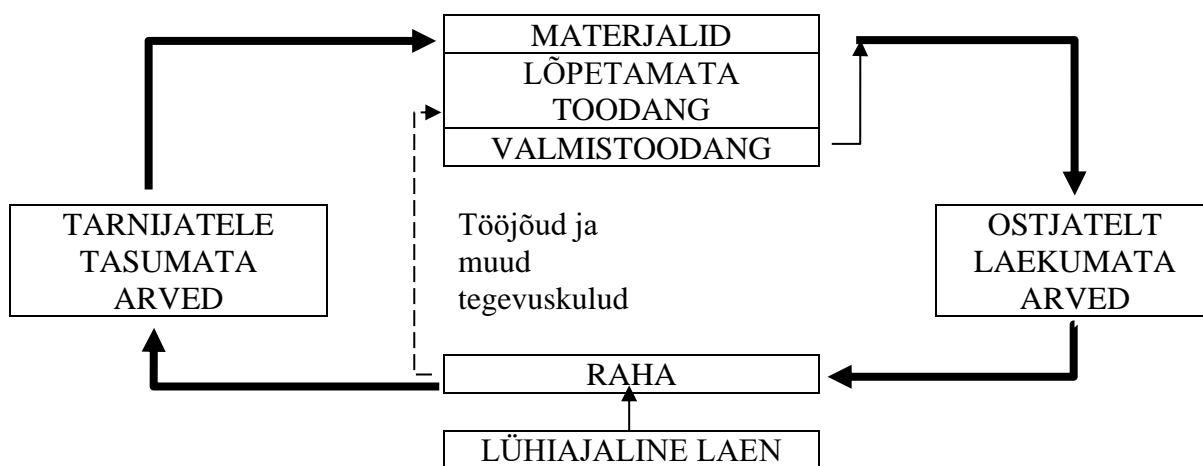 MATERJALID
LÕPETAMATA
TOODANG
VALMISTOODANG
TARNIJATELE
TASUMATA
ARVED
Tööjõud ja
muud
tegevuskulud
OSTJATELT
LAEKUMATA
ARVED
RAHA
LÜHIAJALINE LAEN